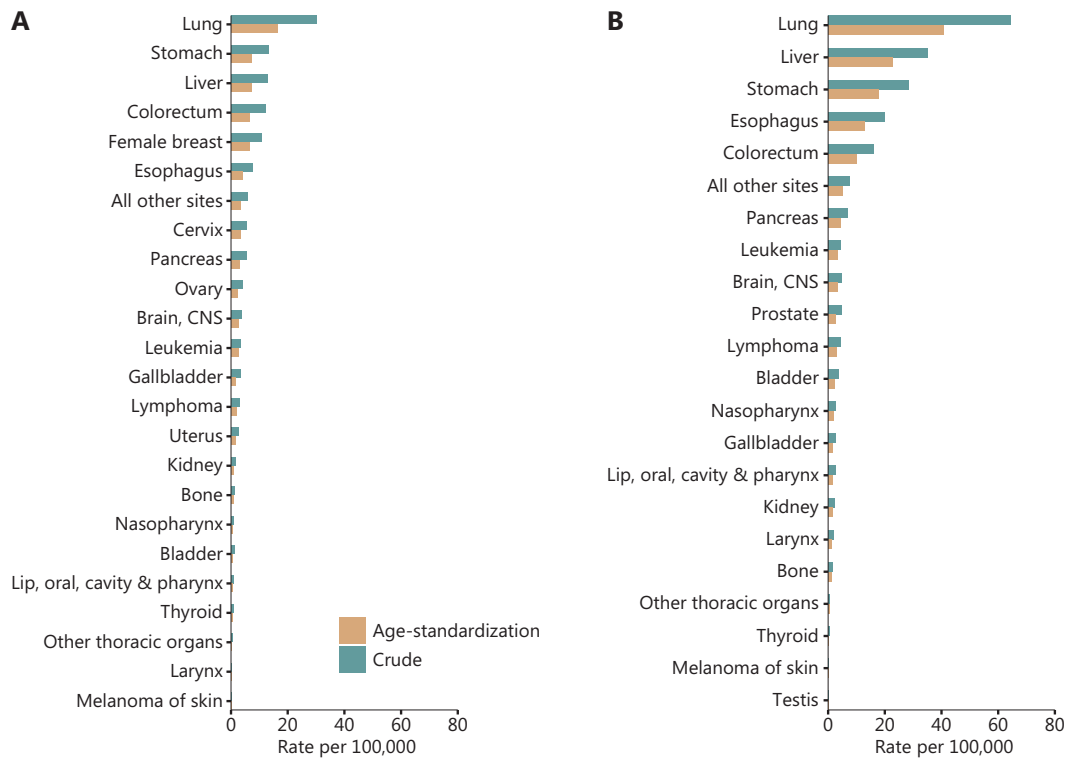 A
Lung
Stomach
Liver
Colorectum
Female breast
Esophagus
All other sites
Cervix
Pancreas
Ovary
Brain, CNS
Leukemia
Gallbladder
Lymphoma
Uterus
Kidney
Bone
Nasopharynx
Bladder
Lip, oral, cavity & pharynx
Thyroid
Other thoracic organs
Larynx
Melanoma of skin
0 20 40 60 80
Rate per 100,000
Age-standardization
Crude
B
Lung
Liver
Stomach
Esophagus
Colorectum
All other sites
Pancreas
Leukemia
Brain, CNS
Prostate
Lymphoma
Bladder
Nasopharynx
Gallbladder
Lip, oral, cavity & pharynx
Kidney
Larynx
Bone
Other thoracic organs
Thyroid
Melanoma of skin
Testis
0 20 40 60 80
Rate per 100,000